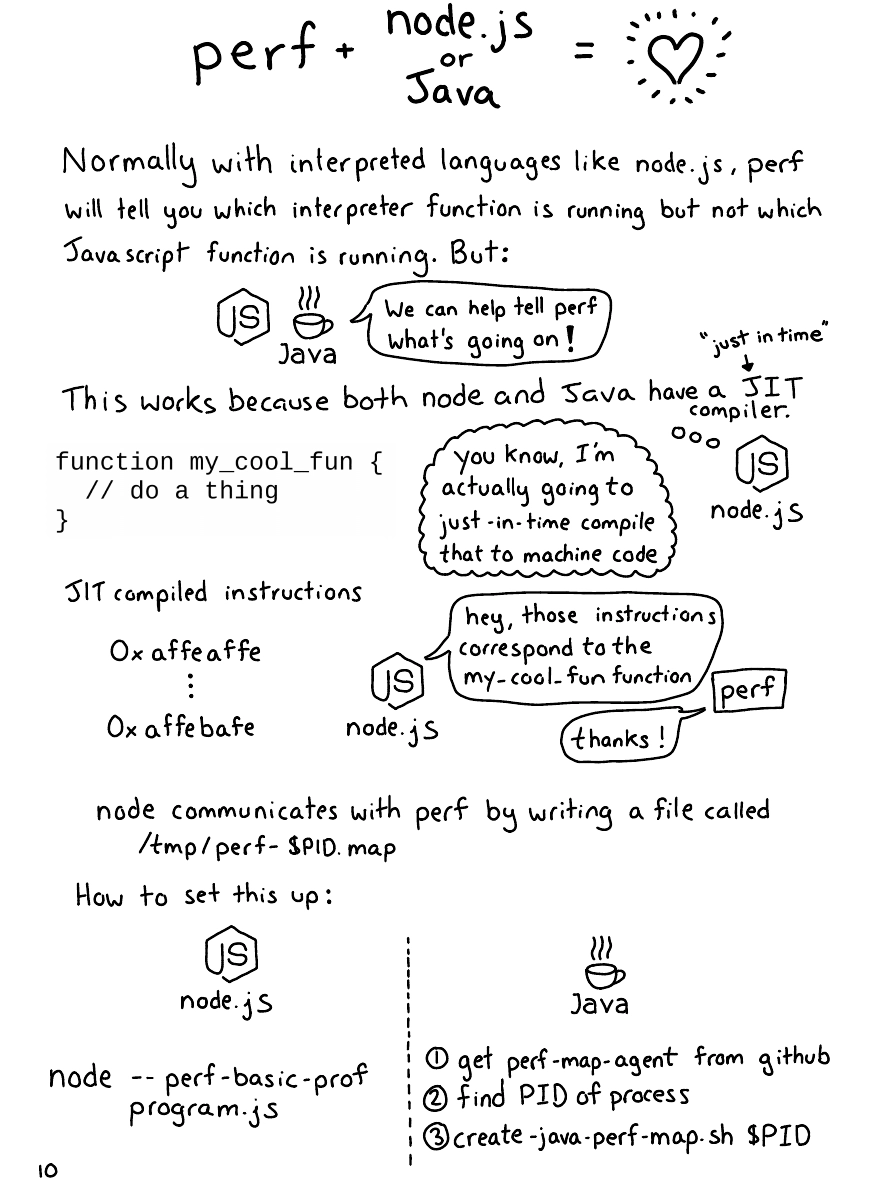 perf + node.js or Java =
Normally with interpreted languages like node.js, perf
will tell you which interpreter function is running but not which
Javascript function is running. But:
JS
Java
We can help tell perf
what's going on!
"just in time"
This works because both node and Java have a JIT
compiler.
function my_cool_fun {
// do a thing
}
you know, I'm
actually going to
just-in-time compile
that to machine code
JS
node.js
JIT compiled instructions
0x affeaffe
⋮
0x affebafe
JS
node.js
hey, those instructions
correspond to the
my-cool-fun function
perf
thanks!
node communicates with perf by writing a file called
/tmp/perf-$PID.map
How to set this up:
JS
node.js
node --perf-basic-prof
program.js
Java
① get perf-map-agent from github
② find PID of process
③ create-java-perf-map.sh $PID
10